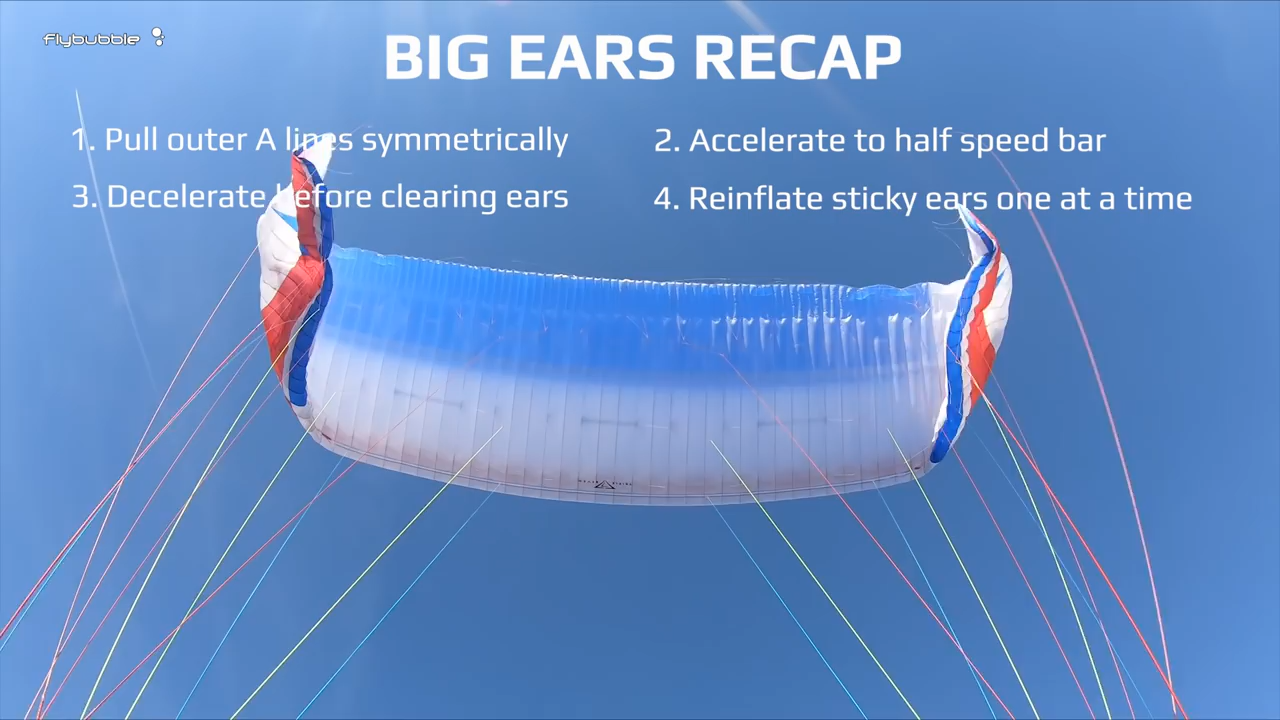 flybubble
BIG EARS RECAP
1. Pull outer A lines symmetrically
2. Accelerate to half speed bar
3. Decelerate before clearing ears
4. Reinflate sticky ears one at a time